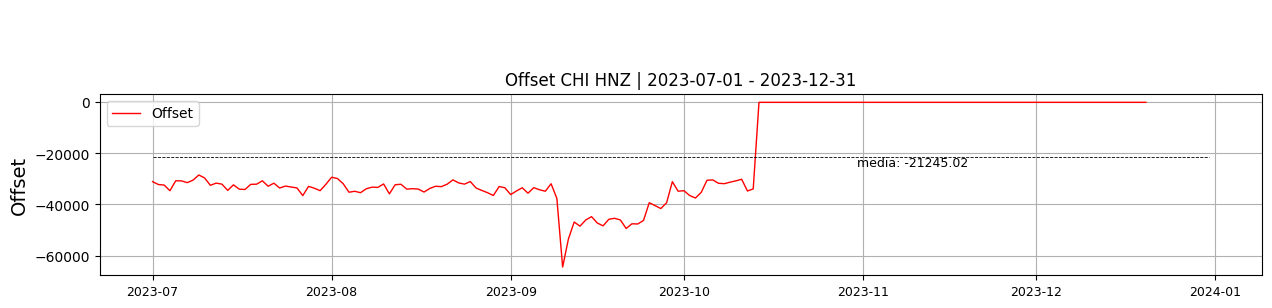 Offset CHI HNZ | 2023-07-01 - 2023-12-31
Offset
Offset
0
−20000
−40000
−60000
media: -21245.02
2023-07
2023-08
2023-09
2023-10
2023-11
2023-12
2024-01